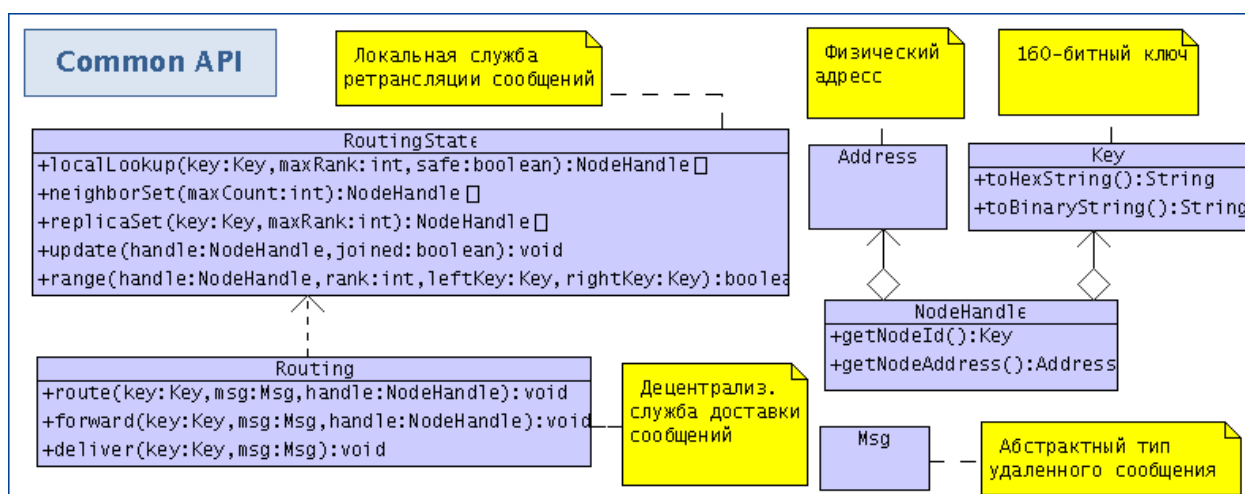 Common API
Локальная служба
ретрансляции сообщений
Физический
адресс
160-битный ключ
RoutingState
+localLookup(key:Key,maxRank:int,safe:boolean):NodeHandle[]
+neighborSet(maxCount:int):NodeHandle[]
+replicaSet(key:Key,maxRank:int):NodeHandle[]
+update(handle:NodeHandle,joined:boolean):void
+range(handle:NodeHandle,rank:int,leftKey:Key,rightKey:Key):boolea
Address
Key
+toHexString():String
+toBinaryString():String
NodeHandle
+getNodeId():Key
+getNodeAddress():Address
Routing
+route(key:Key,msg:Msg,handle:NodeHandle):void
+forward(key:Key,msg:Msg,handle:NodeHandle):void
+deliver(key:Key,msg:Msg):void
Децентрализ.
служба доставки
сообщений
Msg
Абстрактный тип
удаленного сообщения